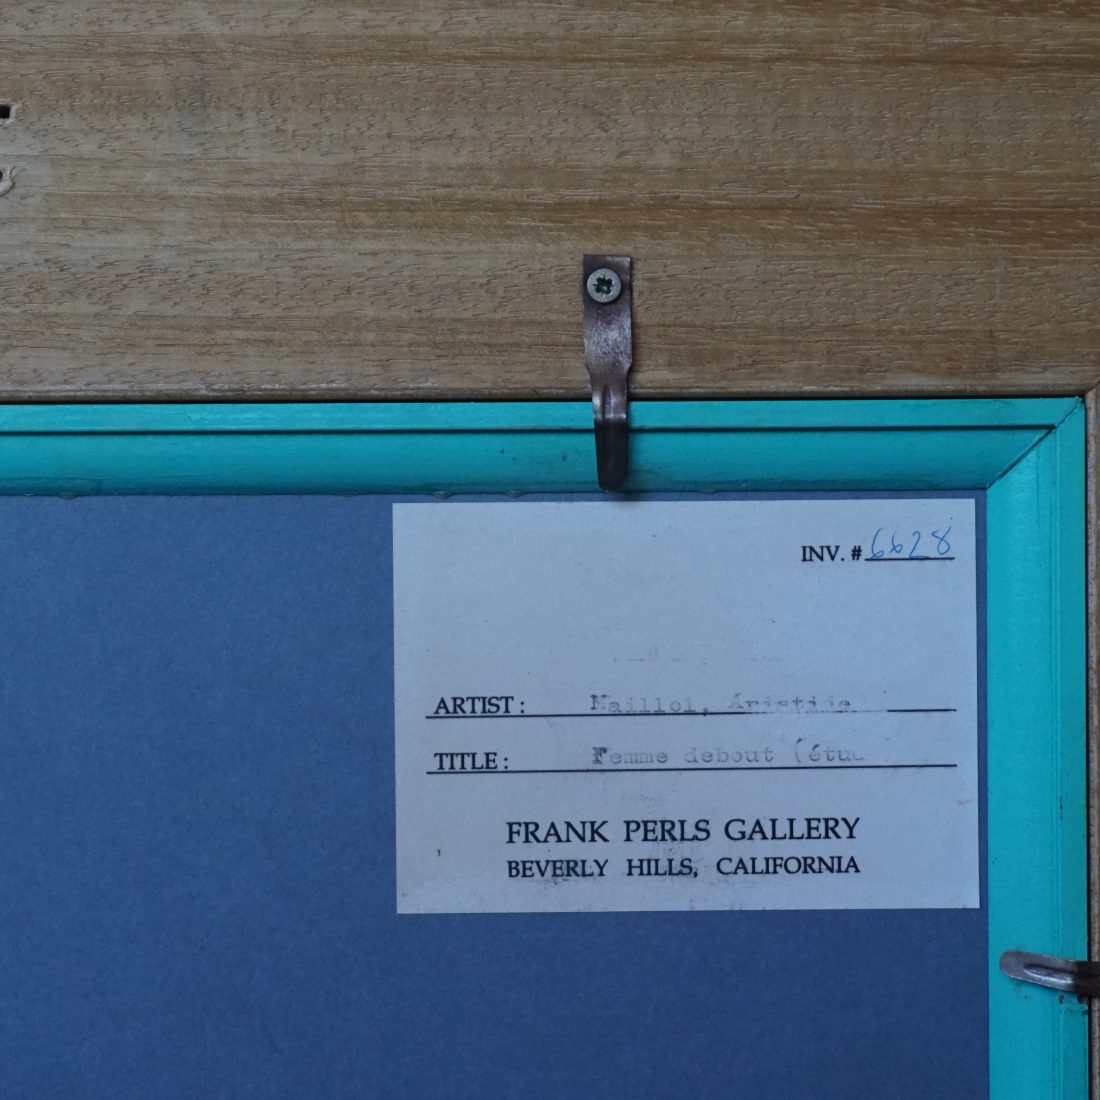 INV. # 6628
ARTIST : Maillol, Aristide
TITLE : Femme debout (étud
FRANK PERLS GALLERY
BEVERLY HILLS, CALIFORNIA